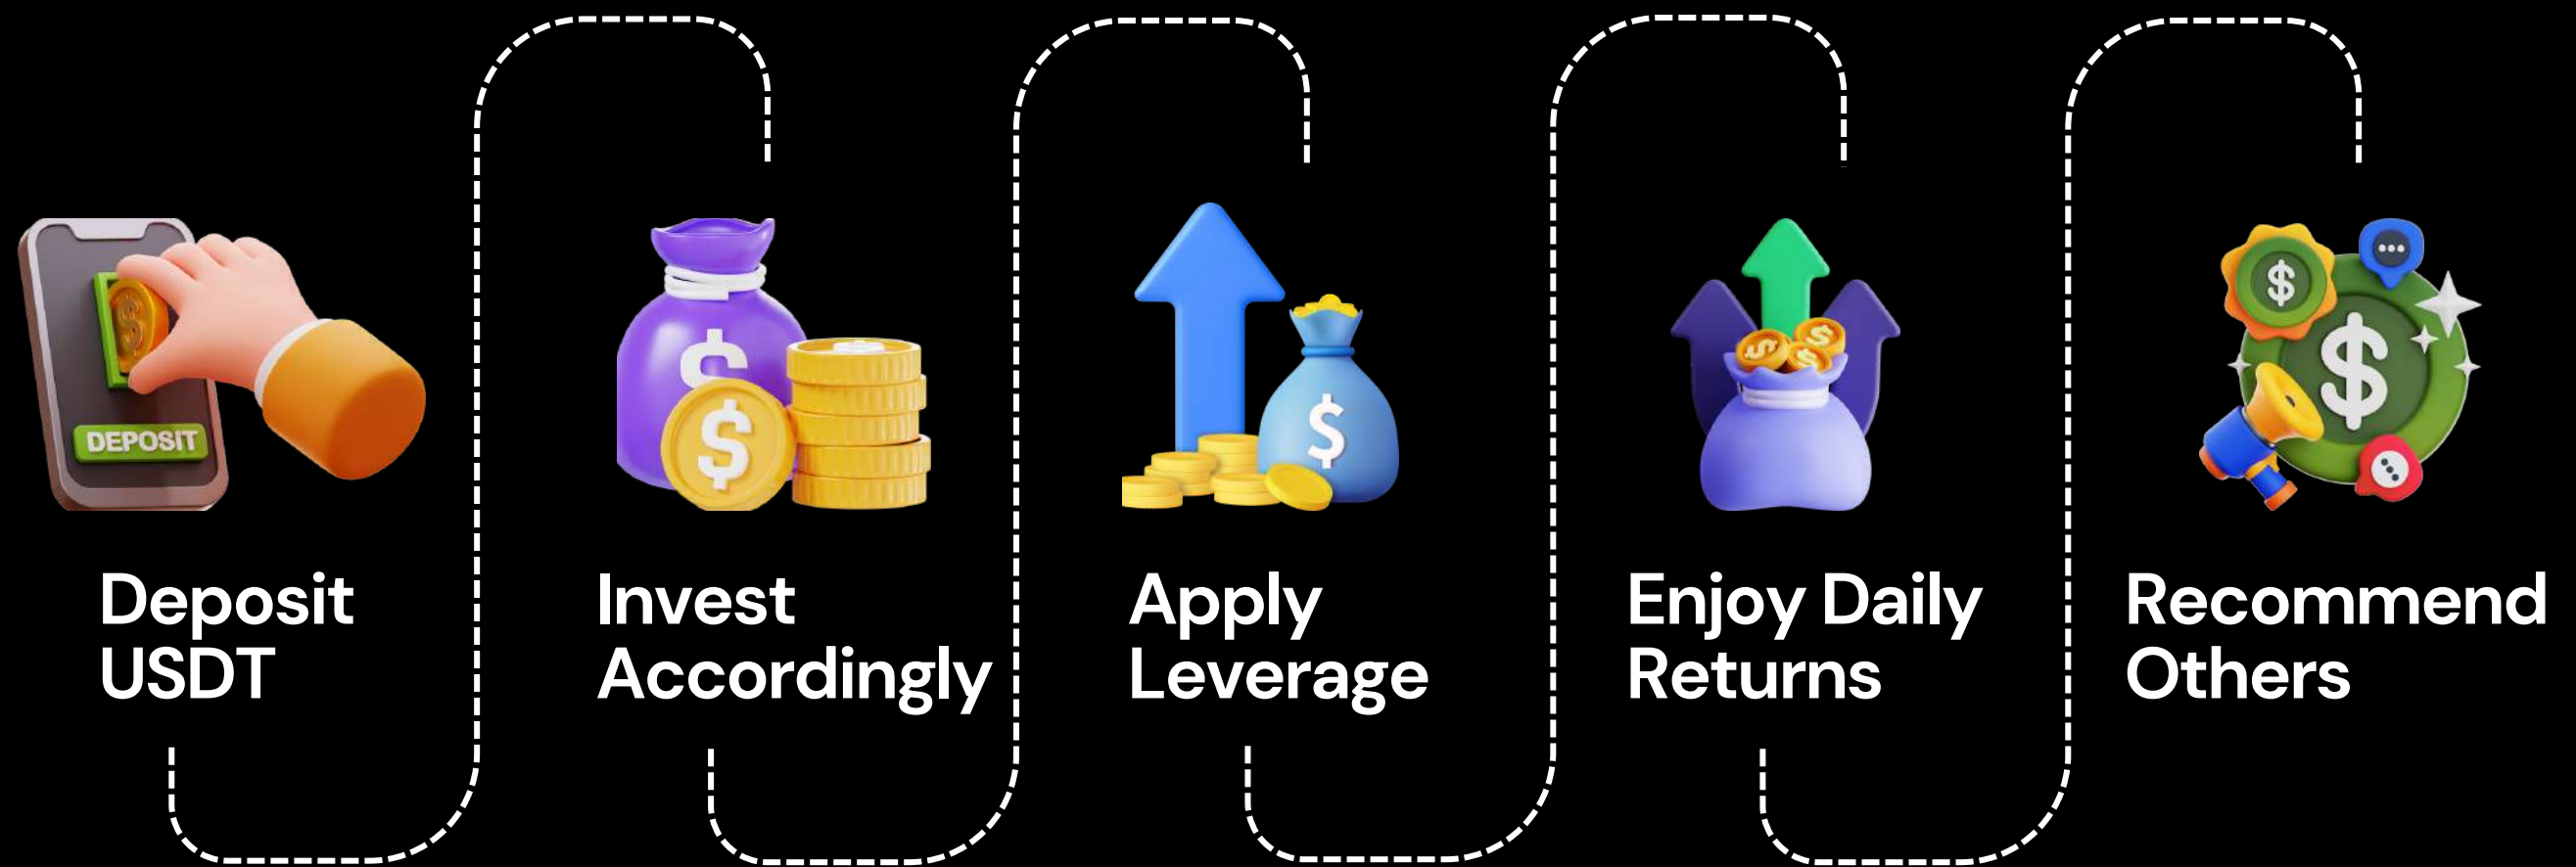 DEPOSIT
Deposit
USDT
Invest
Accordingly
Apply
Leverage
Enjoy Daily
Returns
Recommend
Others